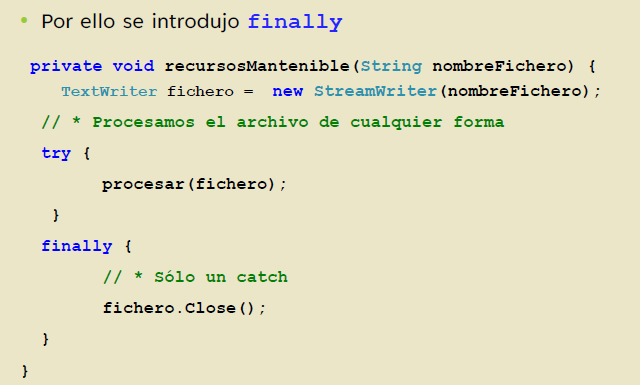 • Por ello se introdujo finally
private void recursosMantenible(String nombreFichero) {
TextWriter fichero = new StreamWriter(nombreFichero);
// * Procesamos el archivo de cualquier forma
try {
procesar(fichero);
}
finally {
// * Sólo un catch
fichero.Close();
}
}